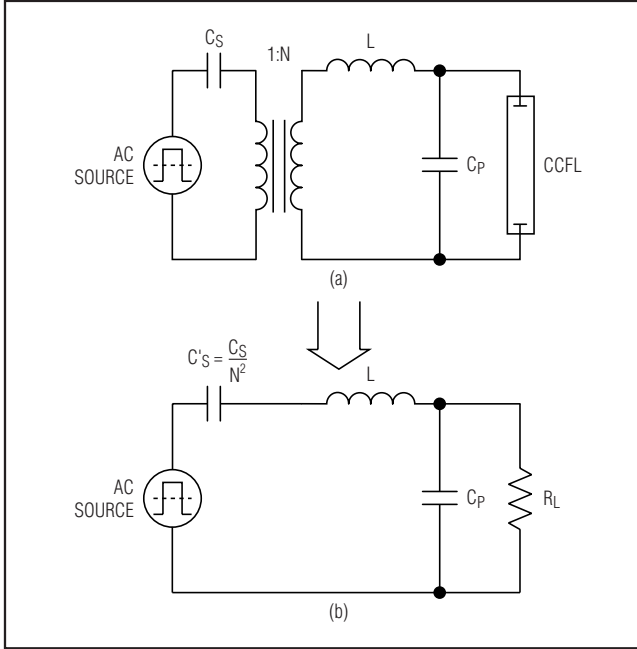 CS
1:N
L
AC
SOURCE
CP
CCFL
(a)
C'S = CS
N2
L
AC
SOURCE
CP
RL
(b)